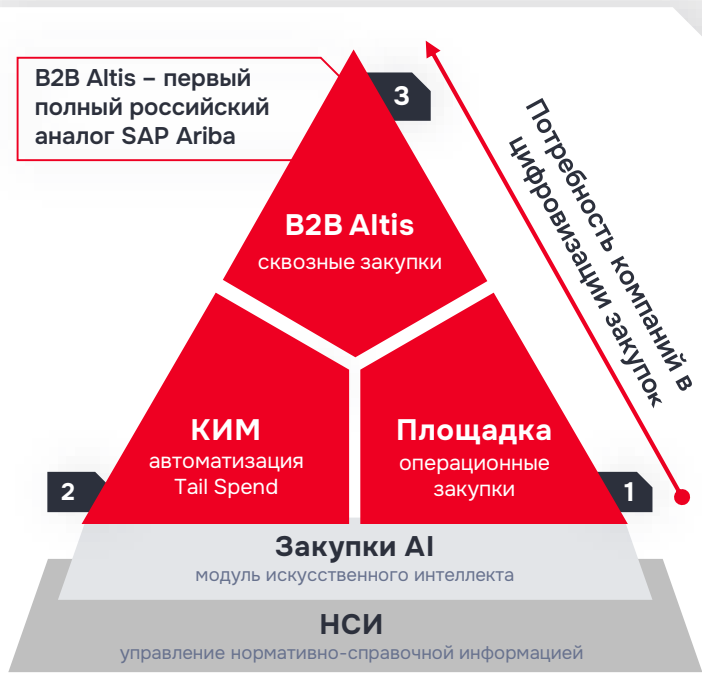 B2B Altis – первый
полный российский
аналог SAP Ariba
3
Потребность компаний в
цифровизации закупок
B2B Altis
сквозные закупки
КИМ
автоматизация
Tail Spend
2
Площадка
операционные
закупки
1
Закупки AI
модуль искусственного интеллекта
НСИ
управление нормативно-справочной информацией